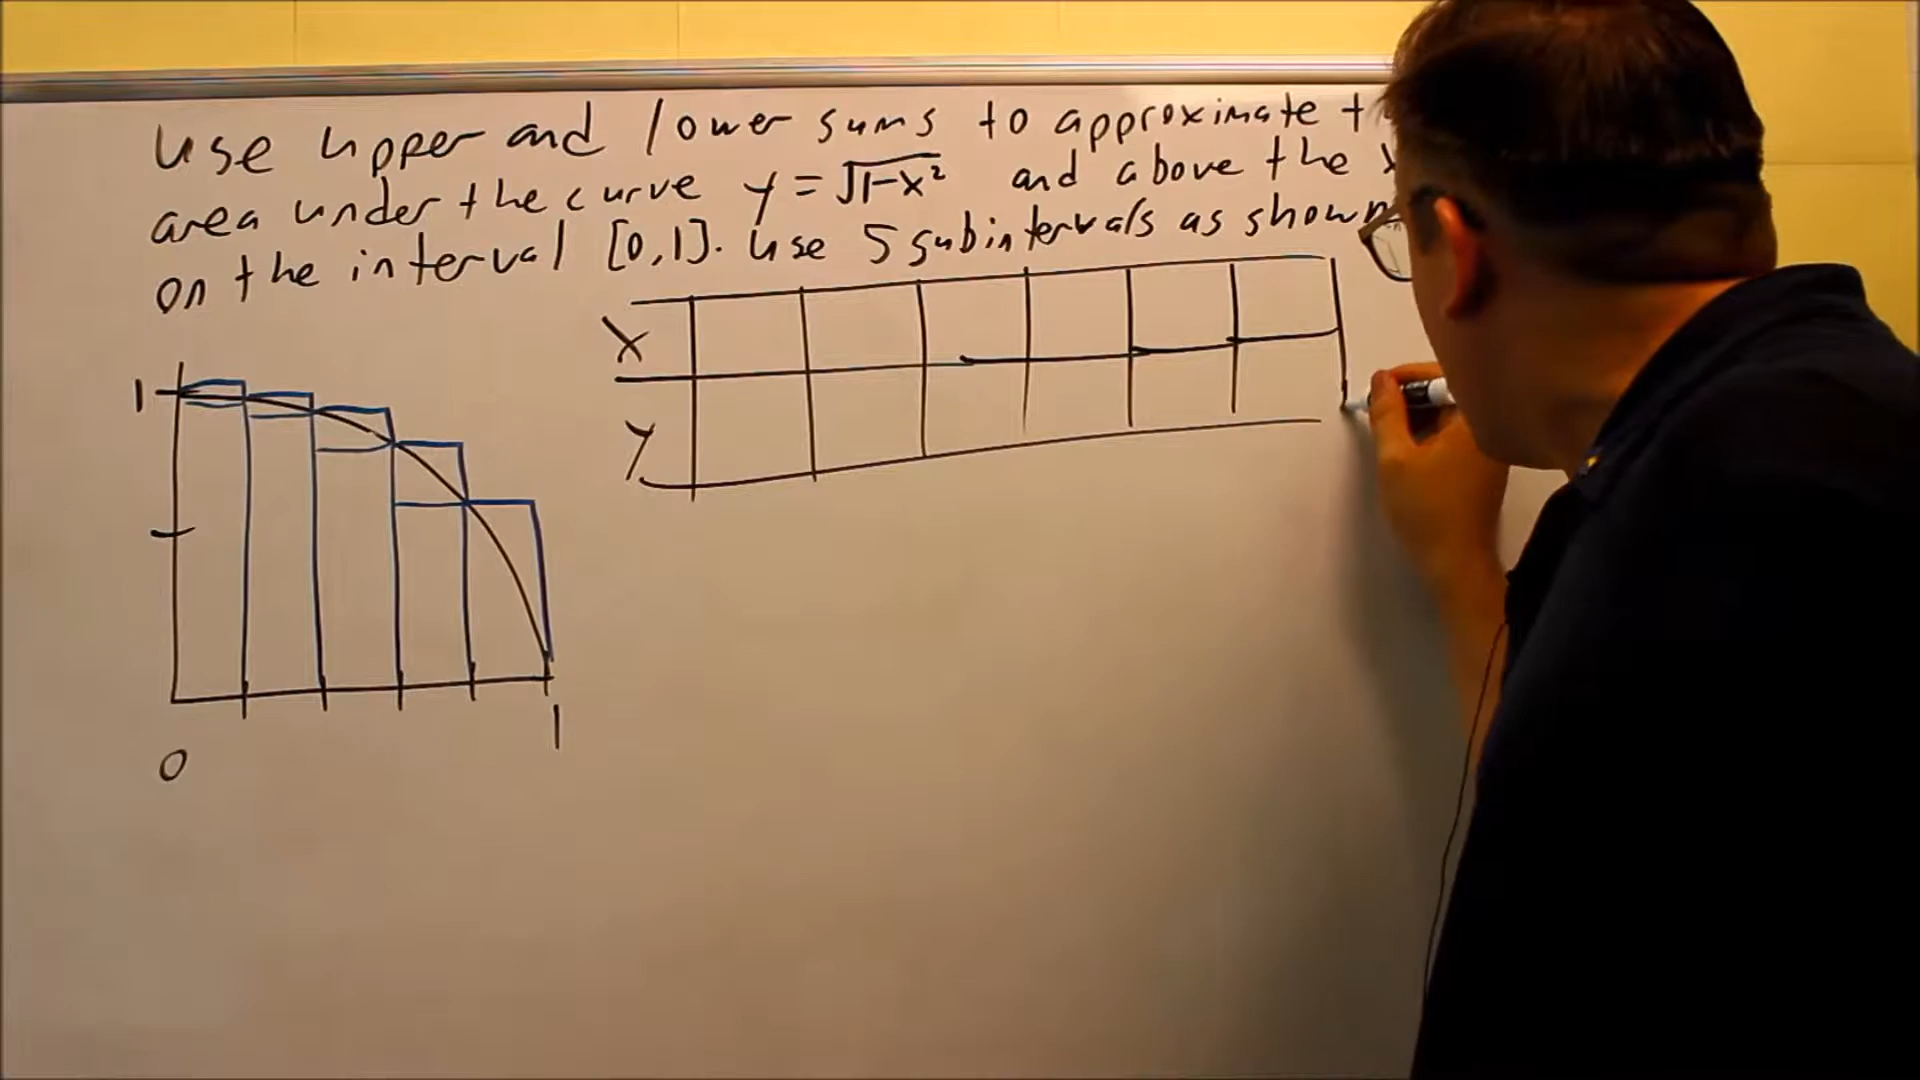 Use upper and lower sums to approximate
area under the curve y = √1-x² and above the
on the interval [0,1]. Use 5 subintervals as shown
X
Y
1
0
1